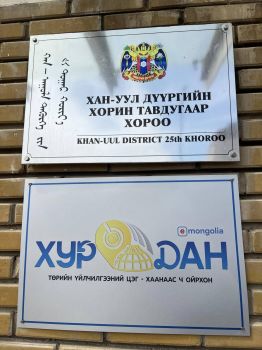 ХАН-УУЛ ДҮҮРГИЙН
ХОРИН ТАВДУГААР
ХОРОО
KHAN-UUL DISTRICT 25th KHOROO
mongolia
ХУР ДАН
ТӨРИЙН ҮЙЛЧИЛГЭЭНИЙ ЦЭГ - ХААНААС Ч ОЙРХОН